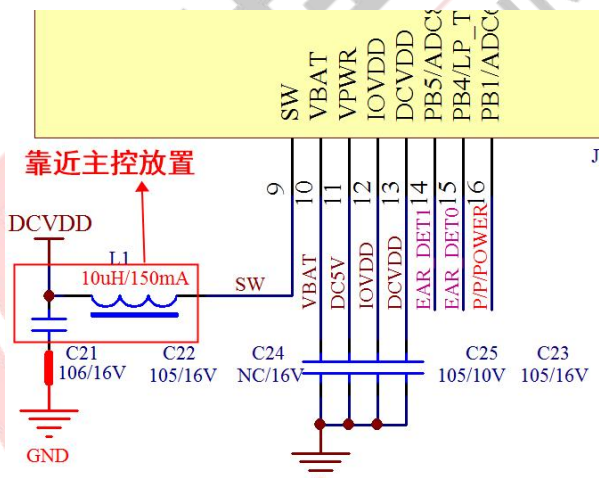 SW
VBAT
VPWR
IOVDD
DCVDD
PB5/ADC8
PB4/LP_T
PB1/ADC6
J
靠近主控放置
9
10
11
12
13
14
15
16
DCVDD
L1
10uH/150mA
SW
VBAT
DC5V
IOVDD
DCVDD
EAR_DET1
EAR_DET0
P/P/POWER
C21
106/16V
C22
105/16V
C24
NC/16V
C25
105/10V
C23
105/16V
GND